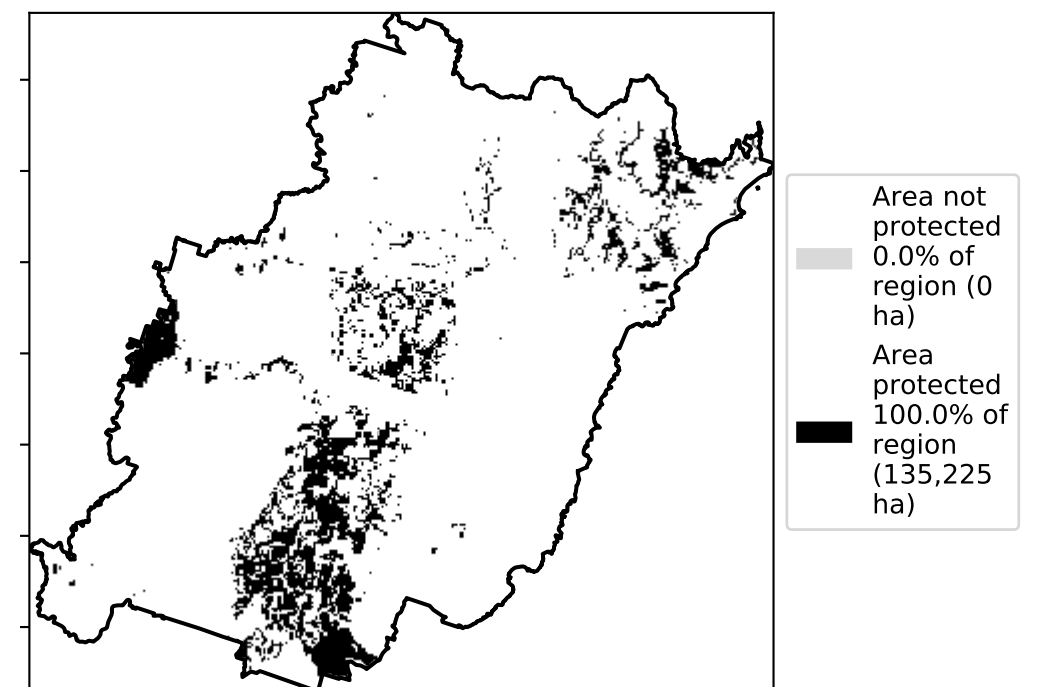 Area not
protected
0.0% of
region (0
ha)
Area
protected
100.0% of
region
(135,225
ha)